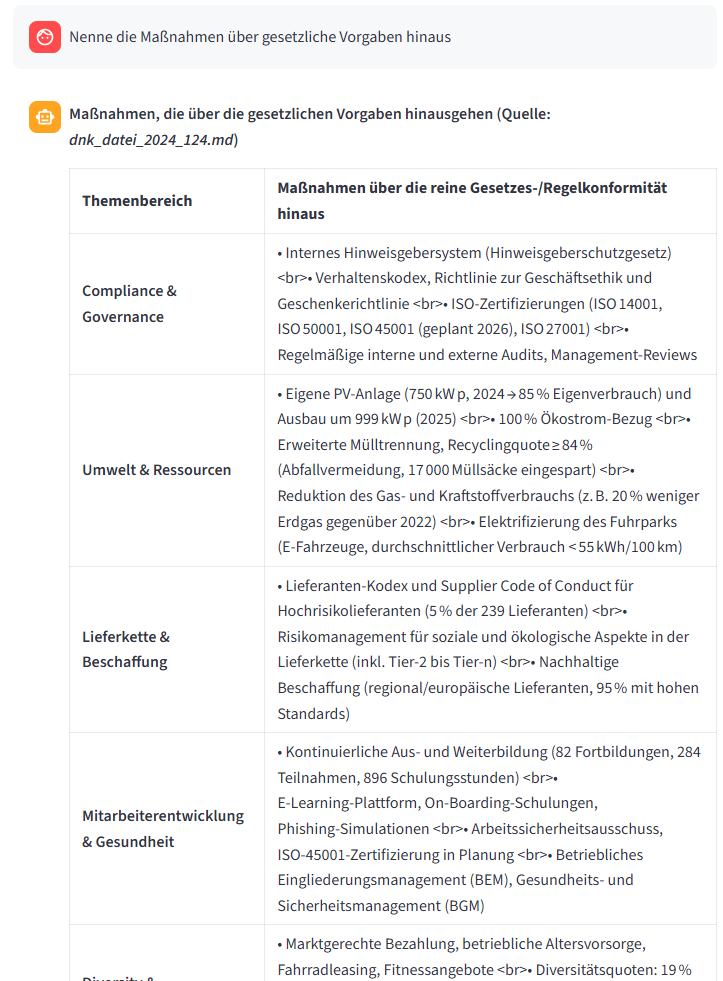 Nenne die Maßnahmen über gesetzliche Vorgaben hinaus
Maßnahmen, die über die gesetzlichen Vorgaben hinausgehen (Quelle:
dnk_datei_2024_124.md)
Themenbereich
Maßnahmen über die reine Gesetzes-/Regelkonformität
hinaus
Compliance &
Governance
• Internes Hinweisgebersystem (Hinweisgeberschutzgesetz)
<br>• Verhaltenskodex, Richtlinie zur Geschäftsethik und
Geschenkerichtlinie <br>• ISO-Zertifizierungen (ISO 14001,
ISO 50001, ISO 45001 (geplant 2026), ISO 27001) <br>•
Regelmäßige interne und externe Audits, Management-Reviews
Umwelt & Ressourcen
• Eigene PV-Anlage (750 kW p, 2024 → 85 % Eigenverbrauch) und
Ausbau um 999 kW p (2025) <br>• 100 % Ökostrom-Bezug <br>•
Erweiterte Mülltrennung, Recyclingquote ≥ 84 %
(Abfallvermeidung, 17 000 Müllsäcke eingespart) <br>•
Reduktion des Gas- und Kraftstoffverbrauchs (z. B. 20 % weniger
Erdgas gegenüber 2022) <br>• Elektrifizierung des Fuhrparks
(E-Fahrzeuge, durchschnittlicher Verbrauch < 55 kWh/100 km)
Lieferkette &
Beschaffung
• Lieferanten-Kodex und Supplier Code of Conduct für
Hochrisikolieferanten (5 % der 239 Lieferanten) <br>•
Risikomanagement für soziale und ökologische Aspekte in der
Lieferkette (inkl. Tier-2 bis Tier-n) <br>• Nachhaltige
Beschaffung (regional/europäische Lieferanten, 95 % mit hohen
Standards)
Mitarbeiterentwicklung
& Gesundheit
• Kontinuierliche Aus- und Weiterbildung (82 Fortbildungen, 284
Teilnahmen, 896 Schulungsstunden) <br>•
E-Learning-Plattform, On-Boarding-Schulungen,
Phishing-Simulationen <br>• Arbeitssicherheitsausschuss,
ISO-45001-Zertifizierung in Planung <br>• Betriebliches
Eingliederungsmanagement (BEM), Gesundheits- und
Sicherheitsmanagement (BGM)
• Marktgerechte Bezahlung, betriebliche Altersvorsorge,
Fahrradleasing, Fitnessangebote <br>• Diversitätsquoten: 19 %